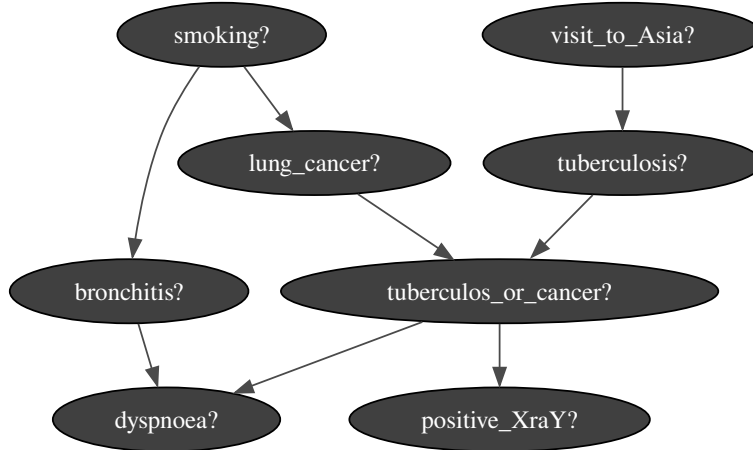 smoking?
visit_to_Asia?
lung_cancer?
tuberculosis?
bronchitis?
tuberculos_or_cancer?
dyspnoea?
positive_XraY?